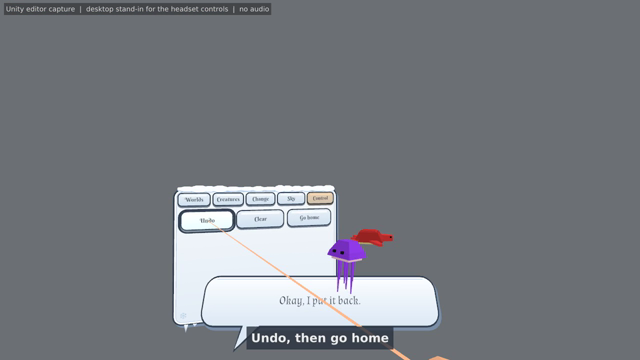 Unity editor capture | desktop stand-in for the headset controls | no audio
Worlds Creatures Change Sky Control
Undo Clear Go home
Okay, I put it back.
Undo, then go home